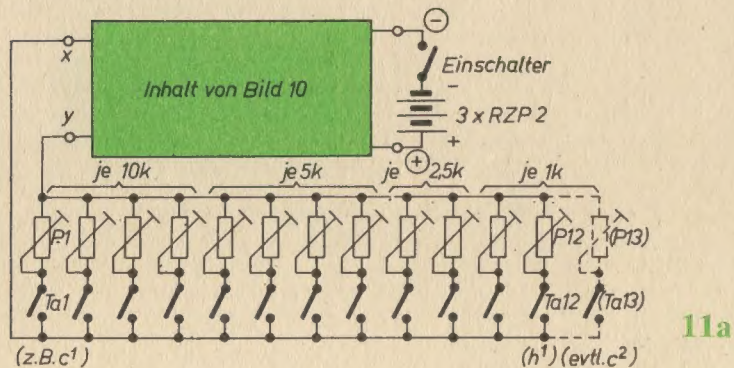 x
−
Inhalt von Bild 10
Einschalter
−
3 x RZP 2
y
+
+
je 10k
je 5k
je 2,5k
je 1k
P1
P12
(P13)
Ta1
Ta12
(Ta13)
11a
(z.B.c¹)
(h¹) (evtl.c²)